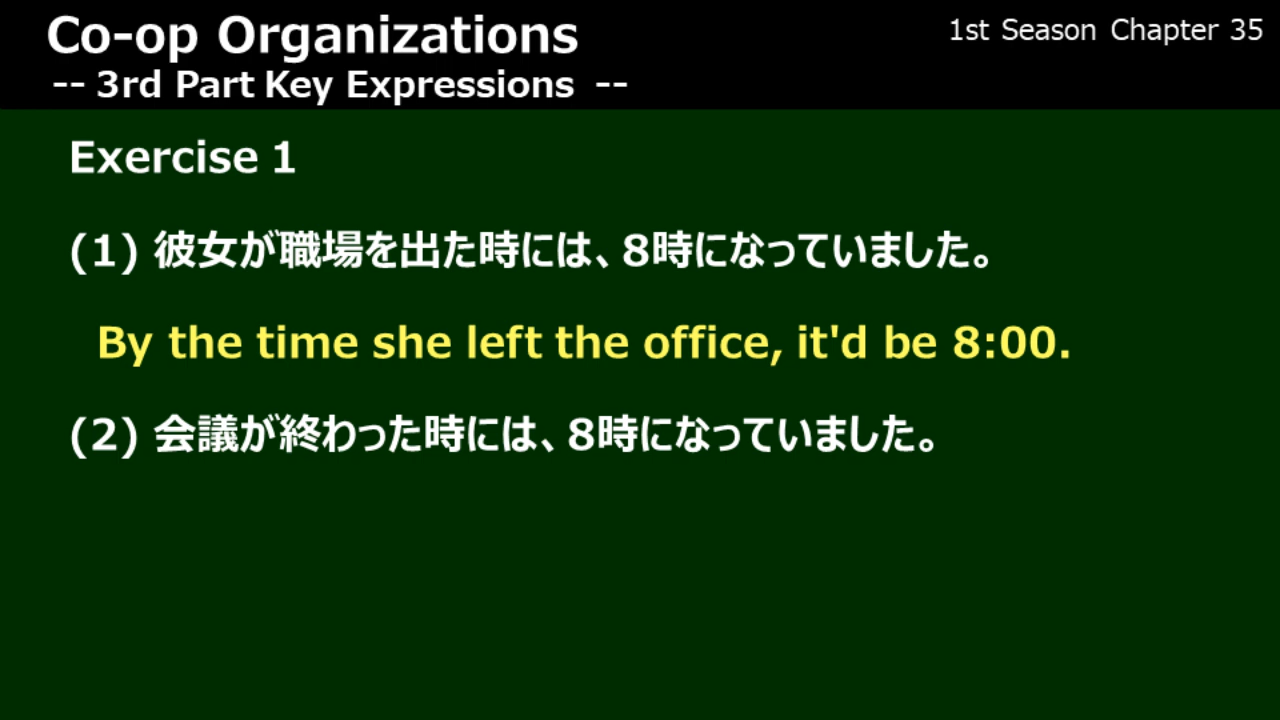 Co-op Organizations
1st Season Chapter 35
-- 3rd Part Key Expressions --
Exercise 1
(1) 彼女が職場を出た時には、8時になっていました。
By the time she left the office, it'd be 8:00.
(2) 会議が終わった時には、8時になっていました。